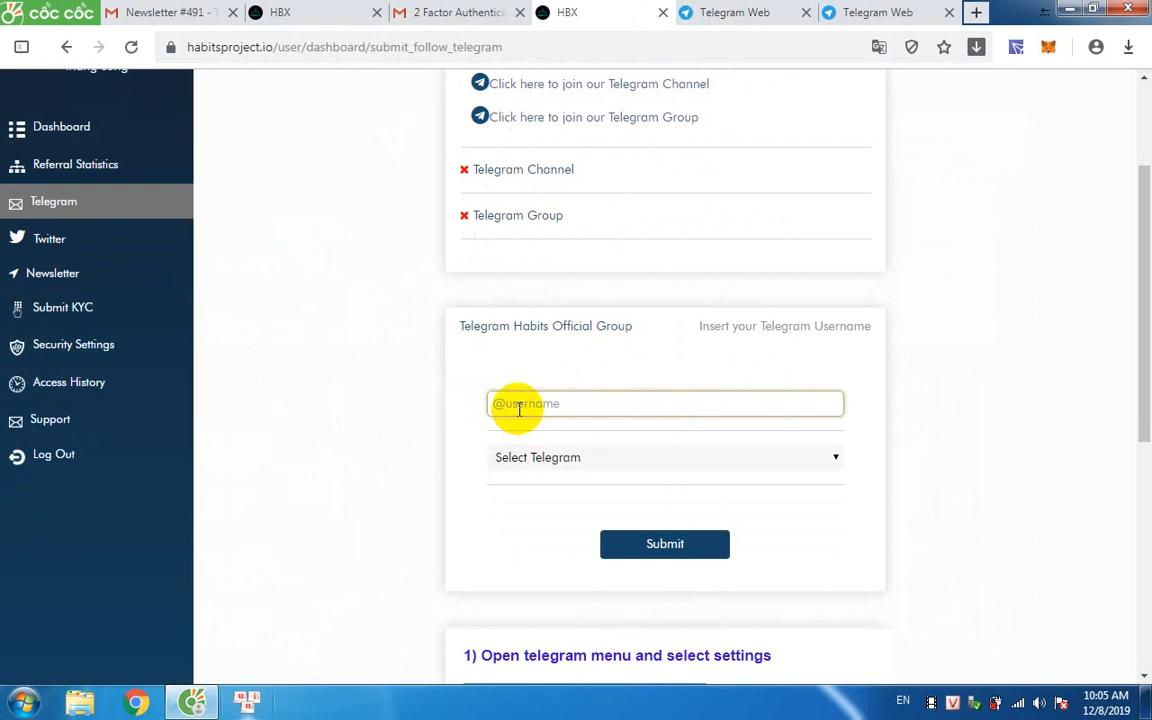 cốc cốc
Newsletter #491 - T
HBX
2 Factor Authentica
HBX
Telegram Web
Telegram Web
habitsproject.io/user/dashboard/submit_follow_telegram
Dashboard
Referral Statistics
Telegram
Twitter
Newsletter
Submit KYC
Security Settings
Access History
Support
Log Out
Click here to join our Telegram Channel
Click here to join our Telegram Group
Telegram Channel
Telegram Group
Telegram Habits Official Group
Insert your Telegram Username
@username
Select Telegram
Submit
1) Open telegram menu and select settings
EN
10:05 AM
12/8/2019